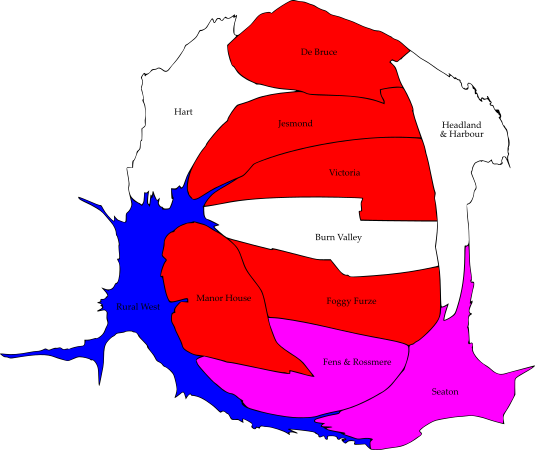 De Bruce
Hart
Jesmond
Headland
& Harbour
Victoria
Burn Valley
Manor House
Foggy Furze
Rural West
Fens & Rossmere
Seaton